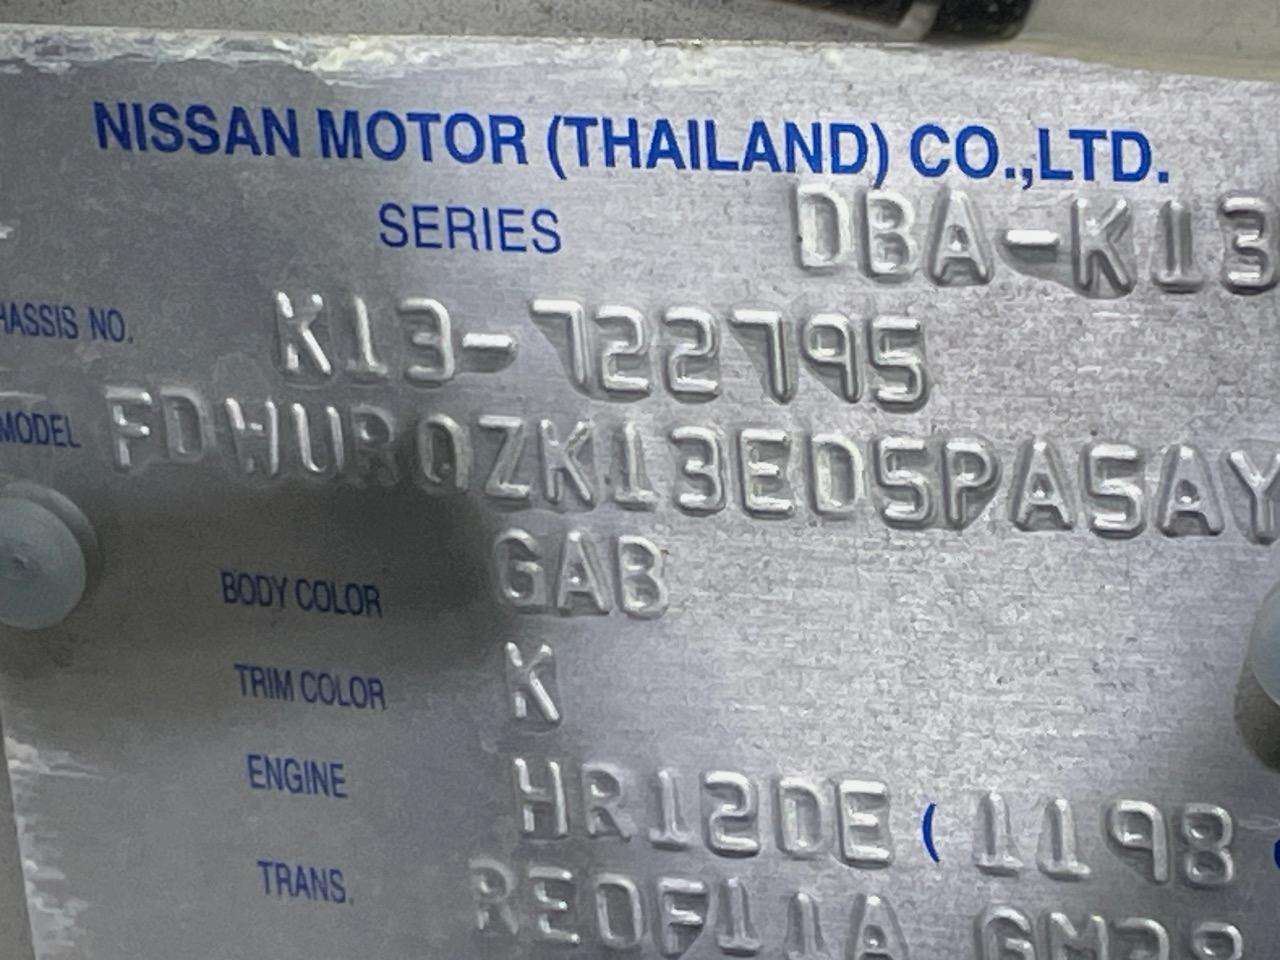 NISSAN MOTOR (THAILAND) CO.,LTD.
SERIES DBA-K13
HASSIS NO. K13-722795
MODEL FDWURQZK13EDSPA5AY
BODY COLOR GAB
TRIM COLOR K
ENGINE HR12DE (1198
TRANS. RE0F11A